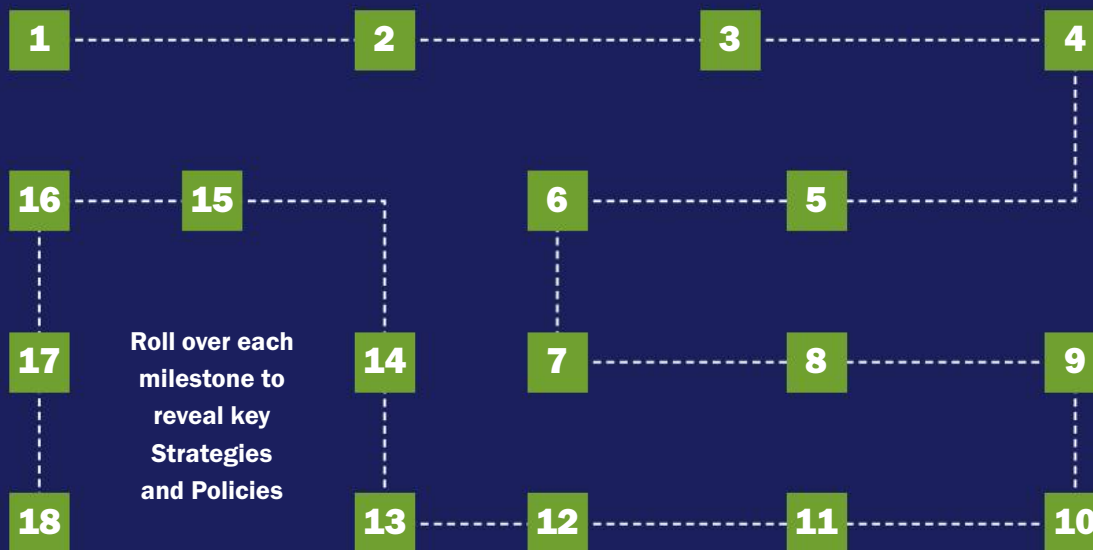 1 2 3 4
16 15 6 5
17 14 7 8 9
Roll over each
milestone to
reveal key
Strategies
and Policies
18 13 12 11 10